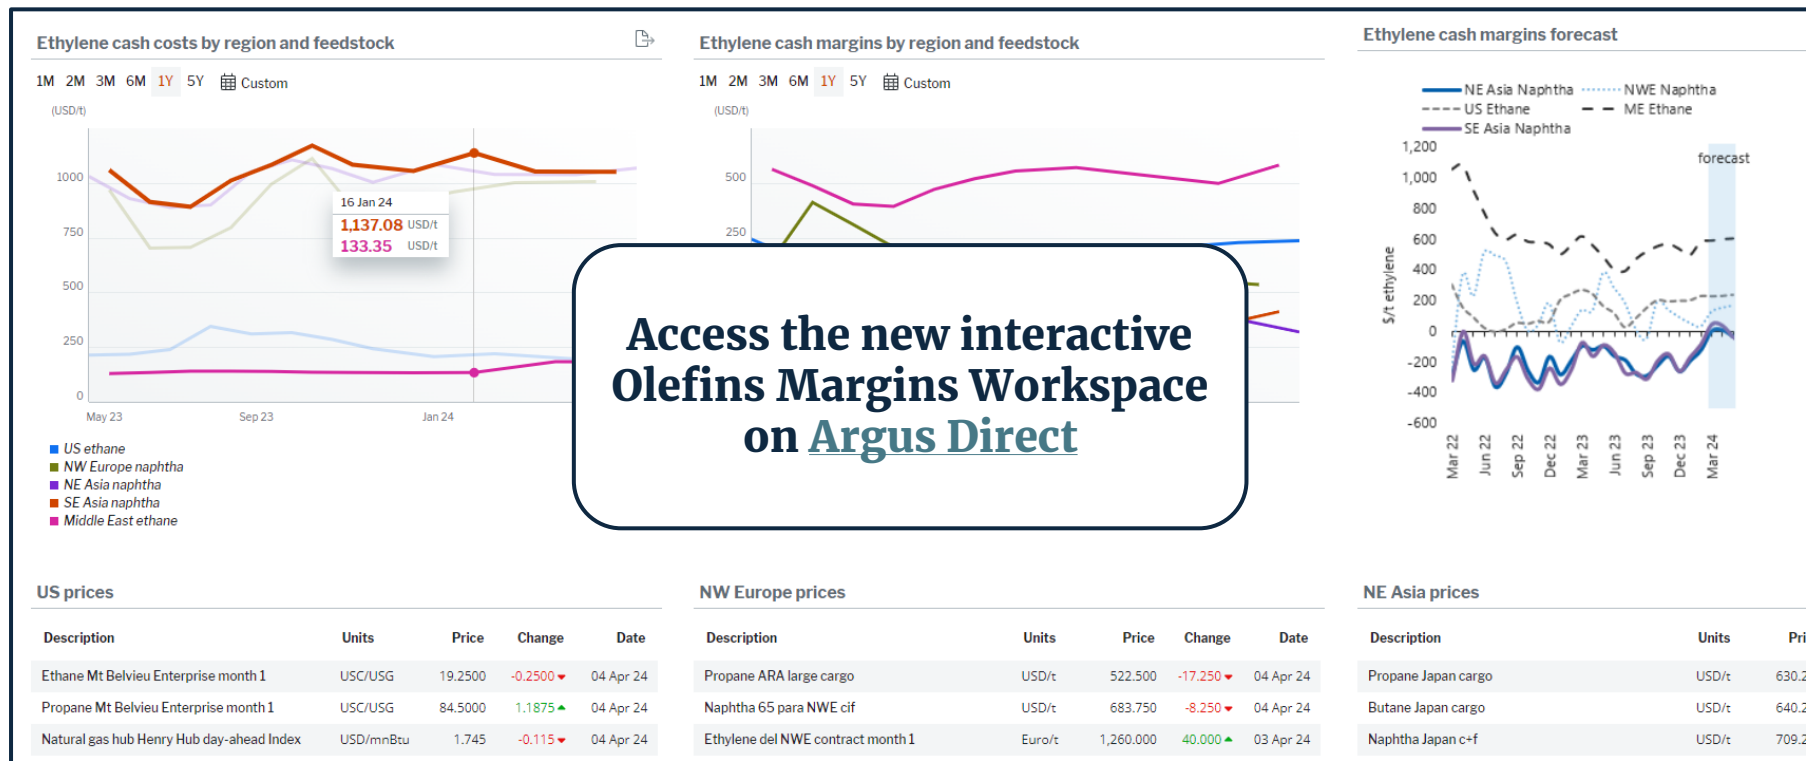 Ethylene cash costs by region and feedstock
1M 2M 3M 6M 1Y 5Y Custom
(USD/t)
1000
750
500
250
0
May 23 Sep 23 Jan 24
16 Jan 24
1,137.08 USD/t
133.35 USD/t
US ethane
NW Europe naphtha
NE Asia naphtha
SE Asia naphtha
Middle East ethane
Ethylene cash margins by region and feedstock
1M 2M 3M 6M 1Y 5Y Custom
(USD/t)
500
250
Ethylene cash margins forecast
NE Asia Naphtha NWE Naphtha
US Ethane ME Ethane
SE Asia Naphtha
forecast
$/t ethylene
1,200
1,000
800
600
400
200
0
-200
-400
-600
Mar 22 Jun 22 Sep 22 Dec 22 Mar 23 Jun 23 Sep 23 Dec 23 Mar 24
Access the new interactive
Olefins Margins Workspace
on Argus Direct
US prices
Description Units Price Change Date
Ethane Mt Belvieu Enterprise month 1 USC/USG 19.2500 -0.2500 04 Apr 24
Propane Mt Belvieu Enterprise month 1 USC/USG 84.5000 1.1875 04 Apr 24
Natural gas hub Henry Hub day-ahead Index USD/mnBtu 1.745 -0.115 04 Apr 24
NW Europe prices
Description Units Price Change Date
Propane ARA large cargo USD/t 522.500 -17.250 04 Apr 24
Naphtha 65 para NWE cif USD/t 683.750 -8.250 04 Apr 24
Ethylene del NWE contract month 1 Euro/t 1,260.000 40.000 03 Apr 24
NE Asia prices
Description Units Pri
Propane Japan cargo USD/t 630.2
Butane Japan cargo USD/t 640.2
Naphtha Japan c+f USD/t 709.2